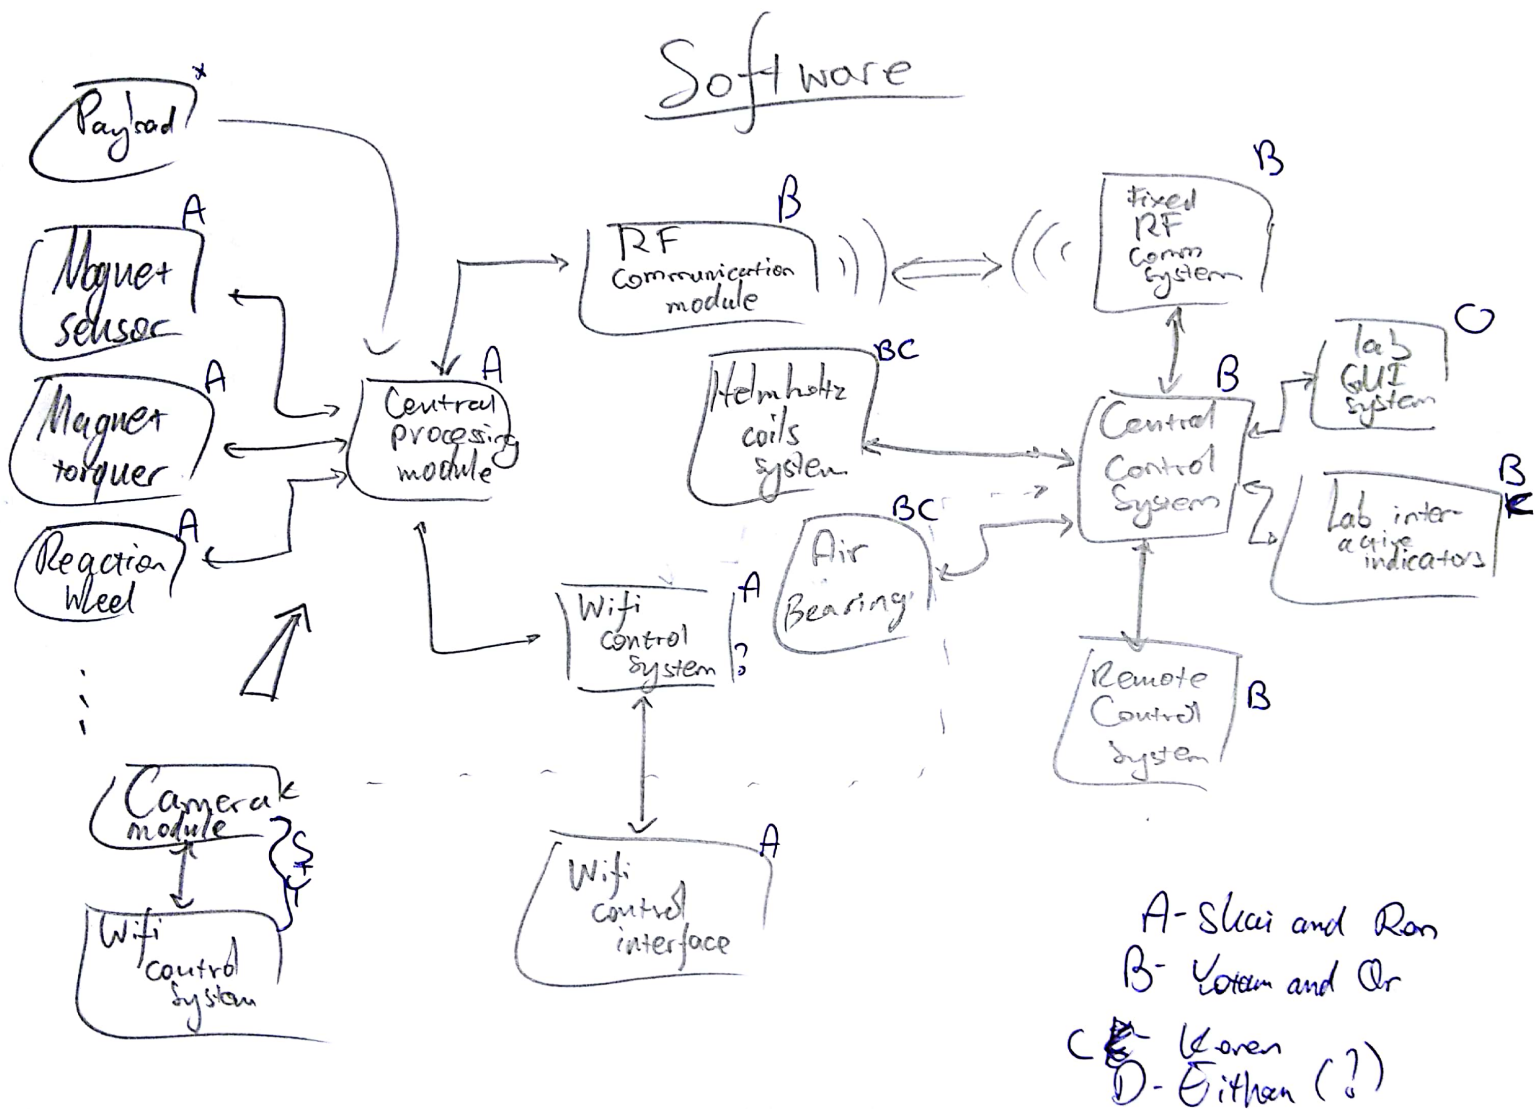 Software
Payload
*
Magnet
sensor
A
Magnet
torquer
A
Reaction
Wheel
A
Camera
module
Wifi
control
system
Central
processing
module
A
RF
communication
module
B
Fixed
RF
comm
system
B
Helmholtz
coils
system
BC
Air
Bearing
BC
Central
Control
System
B
lab
GUI
system
Lab inter-
active
indicators
B
Remote
Control
System
B
Wifi
control
system
A
?
Wifi
control
interface
A
A- Skai and Ron
B- Yotam and Or
C - Koren
D- Eithan (?)